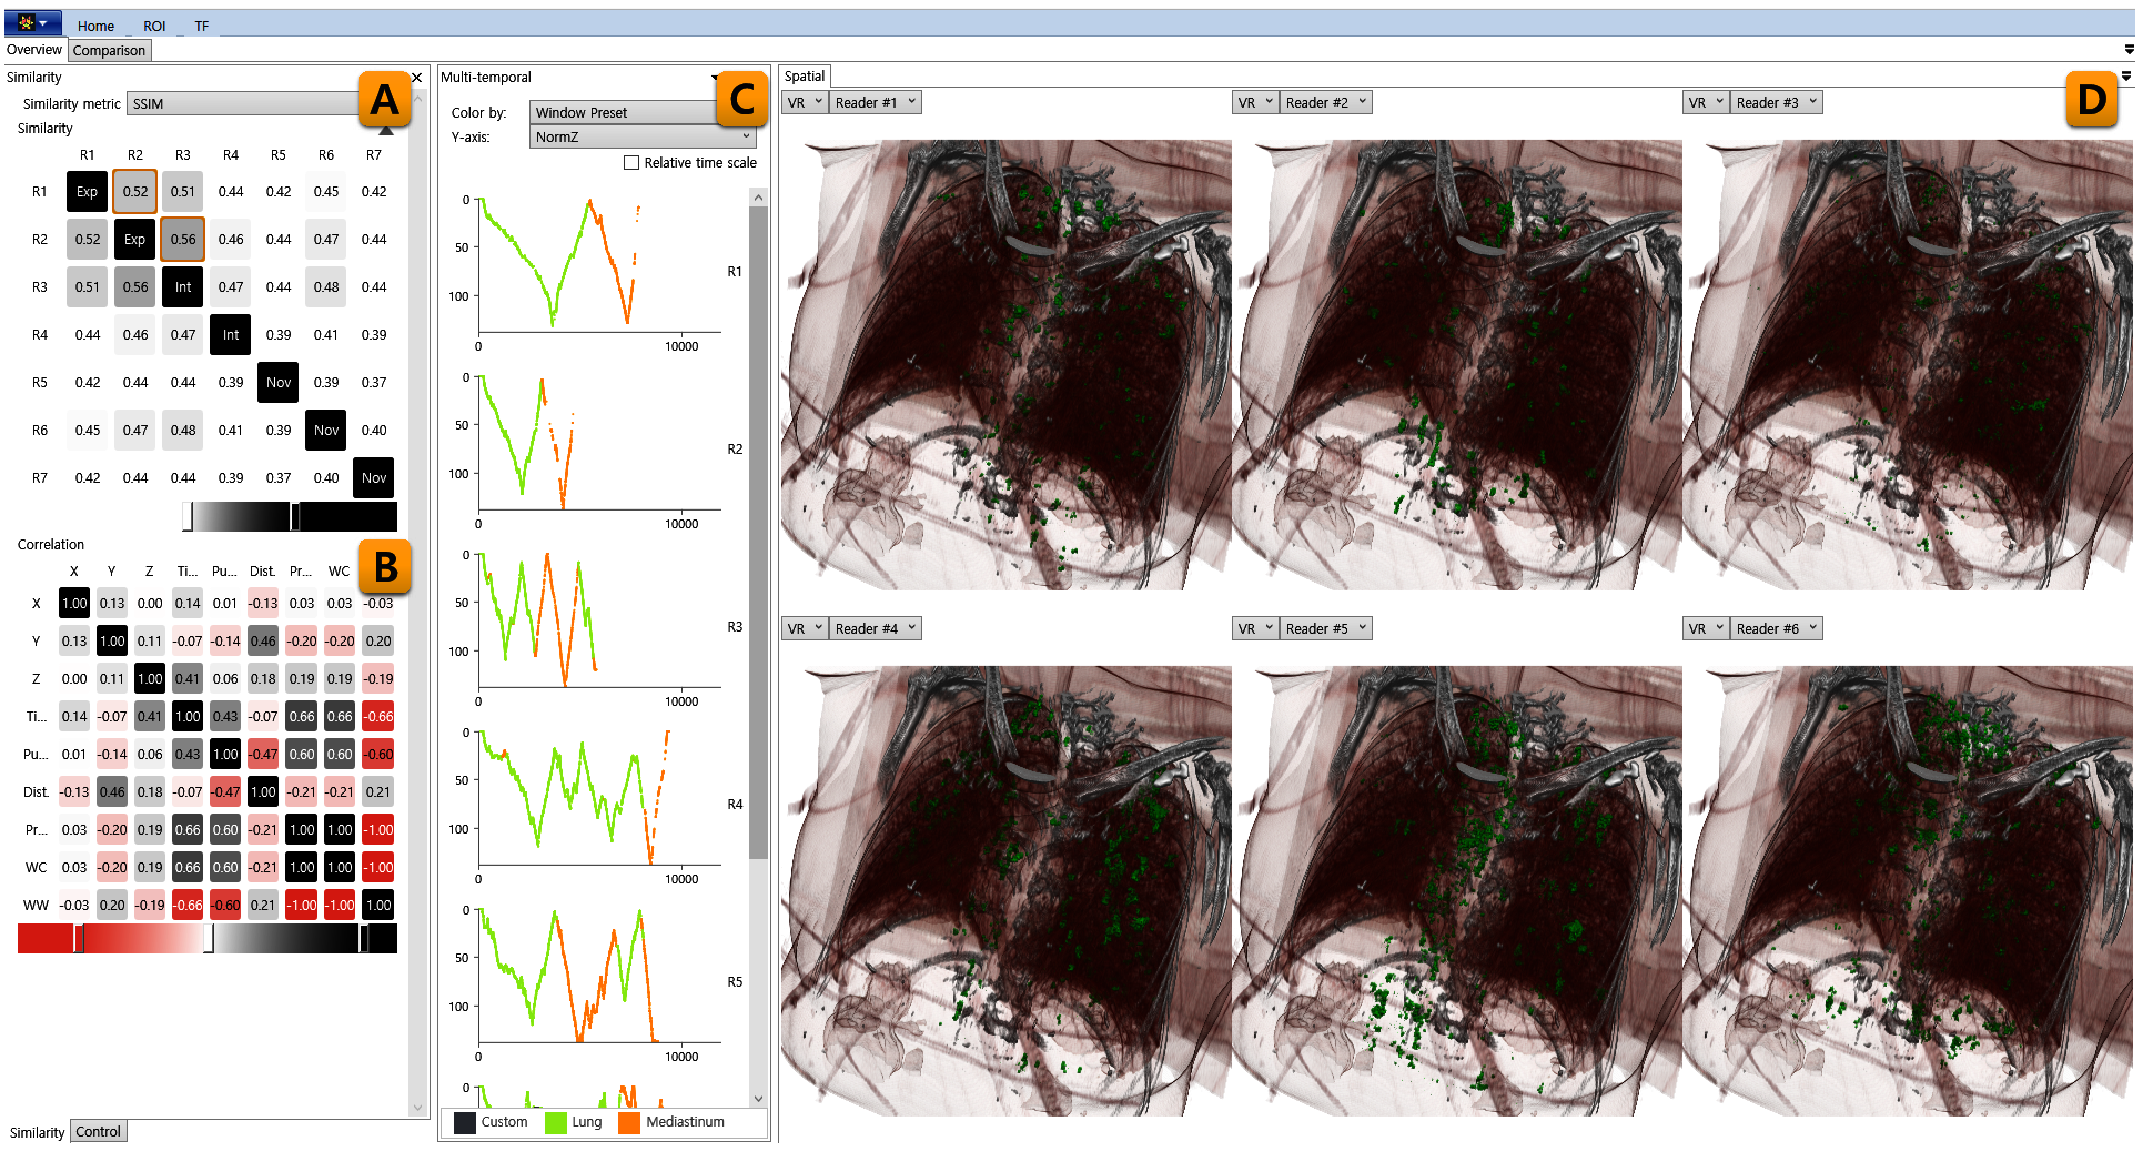 Home ROI TF
Overview Comparison
Similarity
Similarity metric SSIM
A
Similarity
R1 R2 R3 R4 R5 R6 R7
R1 Exp 0.52 0.51 0.44 0.42 0.45 0.42
R2 0.52 Exp 0.56 0.46 0.44 0.47 0.44
R3 0.51 0.56 Int 0.47 0.44 0.48 0.44
R4 0.44 0.46 0.47 Int 0.39 0.41 0.39
R5 0.42 0.44 0.44 0.39 Nov 0.39 0.37
R6 0.45 0.47 0.48 0.41 0.39 Nov 0.40
R7 0.42 0.44 0.44 0.39 0.37 0.40 Nov
Correlation
B
X Y Z Ti... Pu... Dist. Pr... WC
X 1.00 0.13 0.00 0.14 0.01 -0.13 0.03 0.03 -0.03
Y 0.13 1.00 0.11 -0.07 -0.14 0.46 -0.20 -0.20 0.20
Z 0.00 0.11 1.00 0.41 0.06 0.18 0.19 0.19 -0.19
Ti... 0.14 -0.07 0.41 1.00 0.43 -0.07 0.66 0.66 -0.66
Pu... 0.01 -0.14 0.06 0.43 1.00 -0.47 0.60 0.60 -0.60
Dist. -0.13 0.46 0.18 -0.07 -0.47 1.00 -0.21 -0.21 0.21
Pr... 0.03 -0.20 0.19 0.66 0.60 -0.21 1.00 1.00 -1.00
WC 0.03 -0.20 0.19 0.66 0.60 -0.21 1.00 1.00 -1.00
WW -0.03 0.20 -0.19 -0.66 -0.60 0.21 -1.00 -1.00 1.00
Similarity Control
Multi-temporal
C
Color by: Window Preset
Y-axis: NormZ
Relative time scale
0
50
100
0 10000
R1
0
50
100
0 10000
R2
0
50
100
0 10000
R3
0
50
100
0 10000
R4
0
50
100
0 10000
R5
0
Custom Lung Mediastinum
Spatial
D
VR Reader #1 VR Reader #2 VR Reader #3
VR Reader #4 VR Reader #5 VR Reader #6